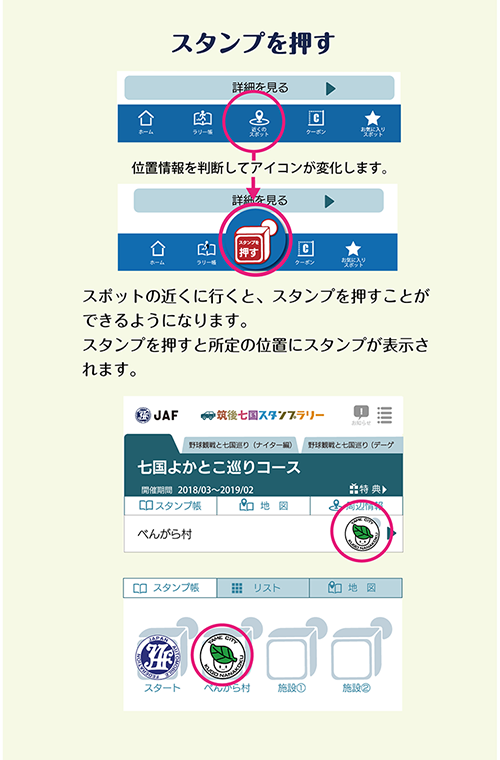 スタンプを押す
詳細を見る
ホーム ラリー帳 近くの スポット クーポン お気に入り スポット
位置情報を判断してアイコンが変化します。
詳細を見る
スタンプを 押す
ホーム ラリー帳 クーポン お気に入り スポット
スポットの近くに行くと、スタンプを押すことが
できるようになります。
スタンプを押すと所定の位置にスタンプが表示さ
れます。
JAF 筑後七国スタンプラリー お知らせ
野球観戦と七国巡り（ナイター編） 野球観戦と七国巡り（デーゲ
七国よかとこ巡りコース
開催期間 2018/03～2019/02 特典
スタンプ帳 地図 周辺情報
べんがら村
YAME CITY
KUGO NANAKOKU
スタンプ帳 リスト 地図
JAPAN AUTOMOBILE FEDERATION
YAME CITY
KUGO NANAKOKU
スタート べんがら村 施設① 施設②